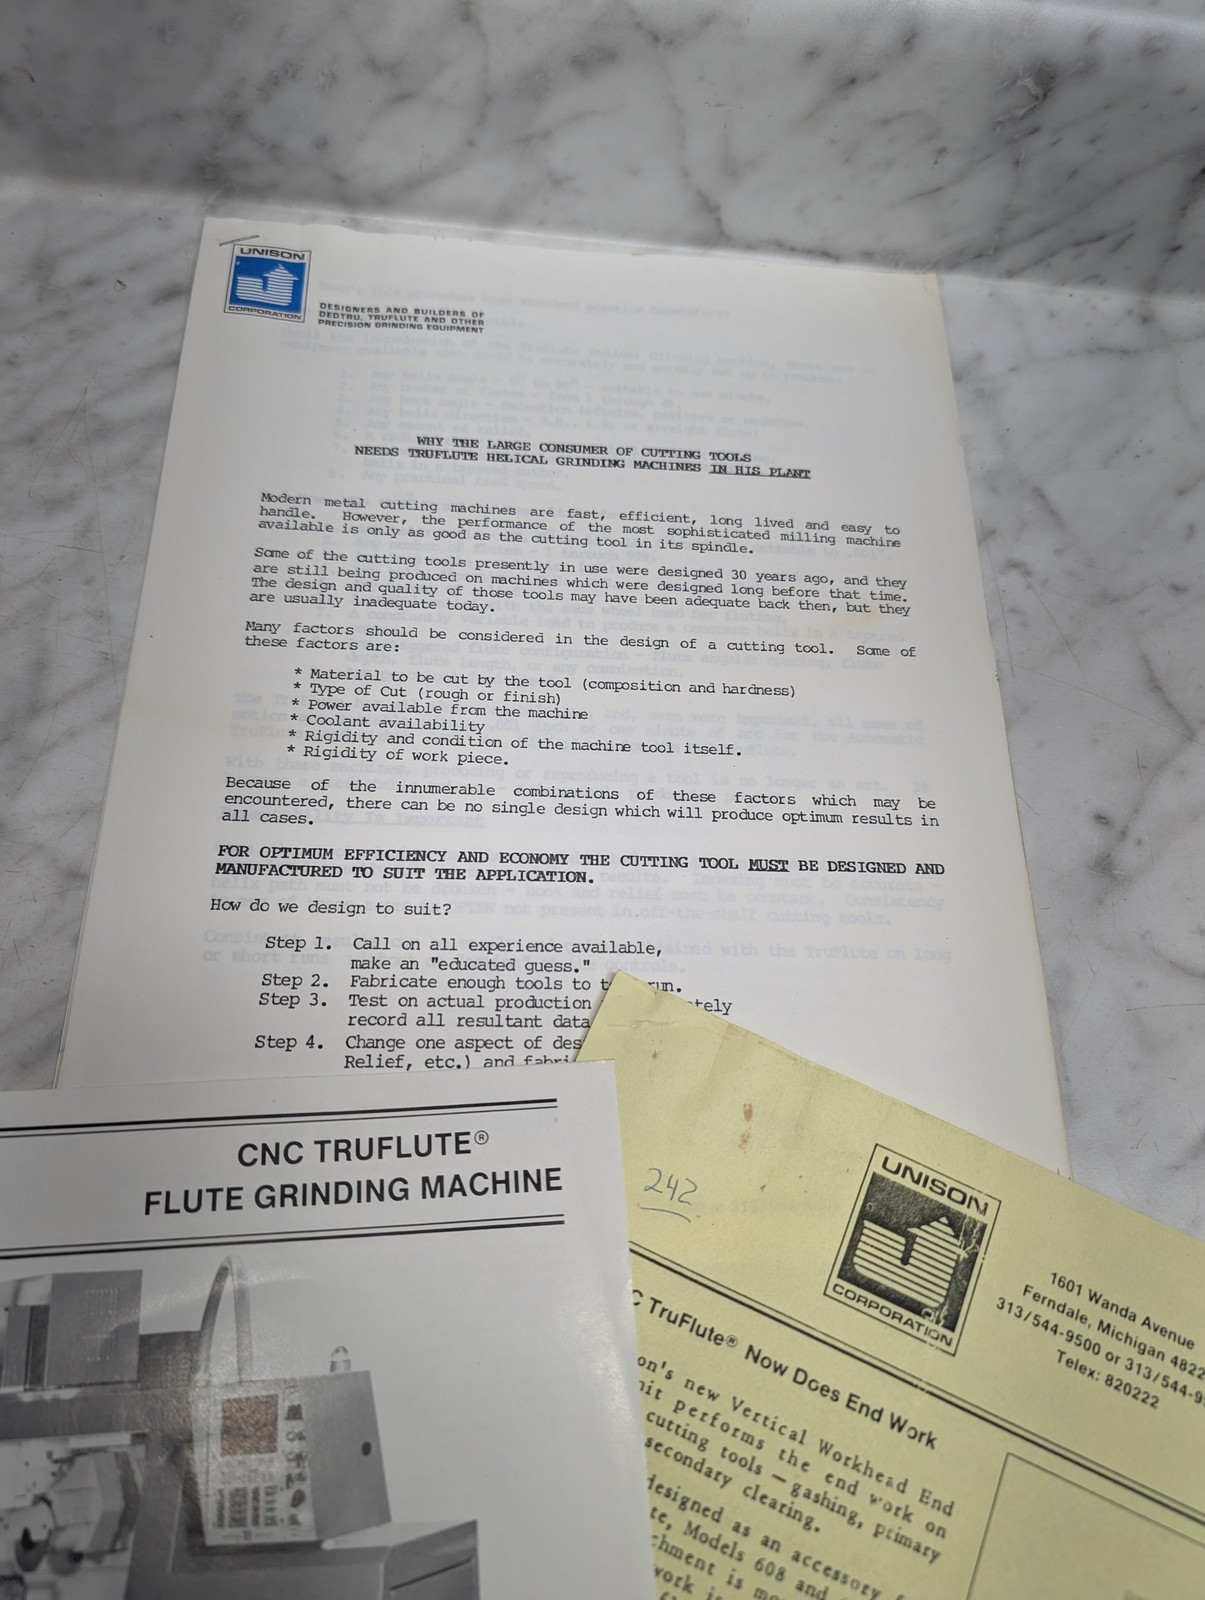 UNISON
CORPORATION
DESIGNERS AND BUILDERS OF
DEDTRU, TRUFLUTE AND OTHER
PRECISION GRINDING EQUIPMENT
WHY THE LARGE CONSUMER OF CUTTING TOOLS
NEEDS TRUFLUTE HELICAL GRINDING MACHINES IN HIS PLANT
Modern metal cutting machines are fast, efficient, long lived and easy to
handle. However, the performance of the most sophisticated milling machine
available is only as good as the cutting tool in its spindle.
Some of the cutting tools presently in use were designed 30 years ago, and they
are still being produced on machines which were designed long before that time.
The design and quality of those tools may have been adequate back then, but they
are usually inadequate today.
Many factors should be considered in the design of a cutting tool. Some of
these factors are:
* Material to be cut by the tool (composition and hardness)
* Type of Cut (rough or finish)
* Power available from the machine
* Coolant availability
* Rigidity and condition of the machine tool itself.
* Rigidity of work piece.
Because of the innumerable combinations of these factors which may be
encountered, there can be no single design which will produce optimum results in
all cases.
FOR OPTIMUM EFFICIENCY AND ECONOMY THE CUTTING TOOL MUST BE DESIGNED AND
MANUFACTURED TO SUIT THE APPLICATION.
How do we design to suit?
Step 1. Call on all experience available,
make an "educated guess."
Step 2. Fabricate enough tools to run.
Step 3. Test on actual production
record all resultant data
Step 4. Change one aspect of des
Relief, etc.) and fabri
CNC TRUFLUTE®
FLUTE GRINDING MACHINE
242
UNISON
CORPORATION
1601 Wanda Avenue
Ferndale, Michigan 4822
313/544-9500 or 313/544-9
Telex: 820222
C TruFlute® Now Does End Work
on's new Vertical Workhead End
nit performs the end work on
cutting tools — gashing, primary
secondary clearing.
designed as an accessory
te, Models 608 and
chment is mo
work is